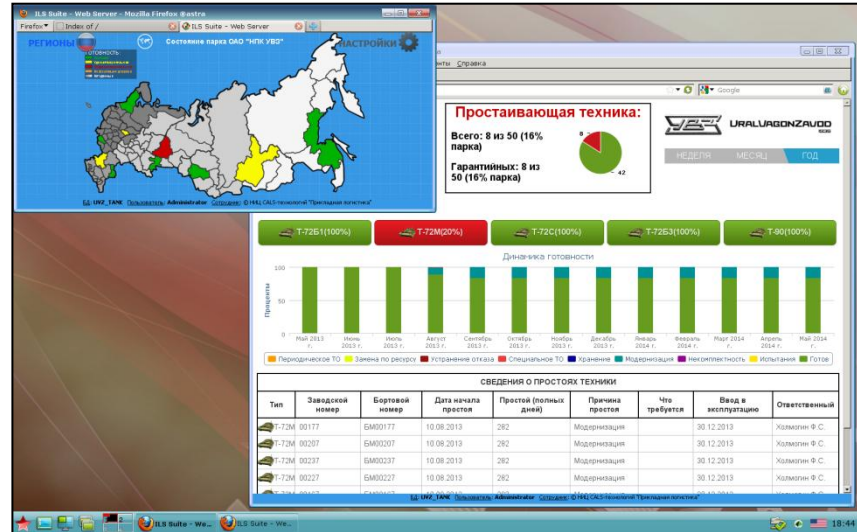 ILS Suite - Web Server - Mozilla Firefox @astra
Firefox
Index of /
ILS Suite - Web Server
РЕГИОНЫ
Состояние парка ОАО "НПК УВЗ"
НАСТРОЙКИ
Готовность
БД: UVZ_TANK Пользователь: Administrator Сотрудник: © НИЦ CALS-технологий "Прикладная логистика"
Справка
Google
Простаивающая техника:
Всего: 8 из 50 (16% парка)
Гарантийных: 8 из 50 (16% парка)
8
42
URALVAGONZAVOD
НЕДЕЛЯ МЕСЯЦ ГОД
Т-72Б1(100%) Т-72М(20%) Т-72С(100%) Т-72Б3(100%) Т-90(100%)
Динамика готовности
Проценты
100
50
0
Май 2013 г. Июнь 2013 г. Июль 2013 г. Август 2013 г. Сентябрь 2013 г. Октябрь 2013 г. Ноябрь 2013 г. Декабрь 2013 г. Январь 2014 г. Февраль 2014 г. Март 2014 г. Апрель 2014 г. Май 2014 г.
Периодическое ТО Замена по ресурсу Устранение отказа Специальное ТО Хранение Модернизация Некомплектность Испытания Готов
СВЕДЕНИЯ О ПРОСТОЯХ ТЕХНИКИ
Тип Заводской номер Бортовой номер Дата начала простоя Простой (полных дней) Причина простоя Что требуется Ввод в эксплуатацию Ответственный
Т-72М 00177 БМ00177 10.08.2013 282 Модернизация 30.12.2013 Холмогин Ф.С.
Т-72М 00207 БМ00207 10.08.2013 282 Модернизация 30.12.2013 Холмогин Ф.С.
Т-72М 00237 БМ00237 10.08.2013 282 Модернизация 30.12.2013 Холмогин Ф.С.
Т-72М 00227 БМ00227 10.08.2013 282 Модернизация 30.12.2013 Холмогин Ф.С.
БД: UVZ_TANK Пользователь: Administrator Сотрудник: © НИЦ CALS-технологий "Прикладная логистика"
2
ILS Suite - We...
ILS Suite - We...
18:44